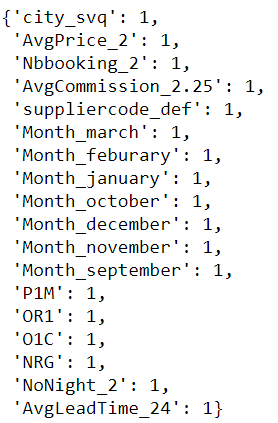 {'city_svq': 1,
'AvgPrice_2': 1,
'Nbbooking_2': 1,
'AvgCommission_2.25': 1,
'suppliercode_def': 1,
'Month_march': 1,
'Month_feburary': 1,
'Month_january': 1,
'Month_october': 1,
'Month_december': 1,
'Month_november': 1,
'Month_september': 1,
'P1M': 1,
'OR1': 1,
'O1C': 1,
'NRG': 1,
'NoNight_2': 1,
'AvgLeadTime_24': 1}